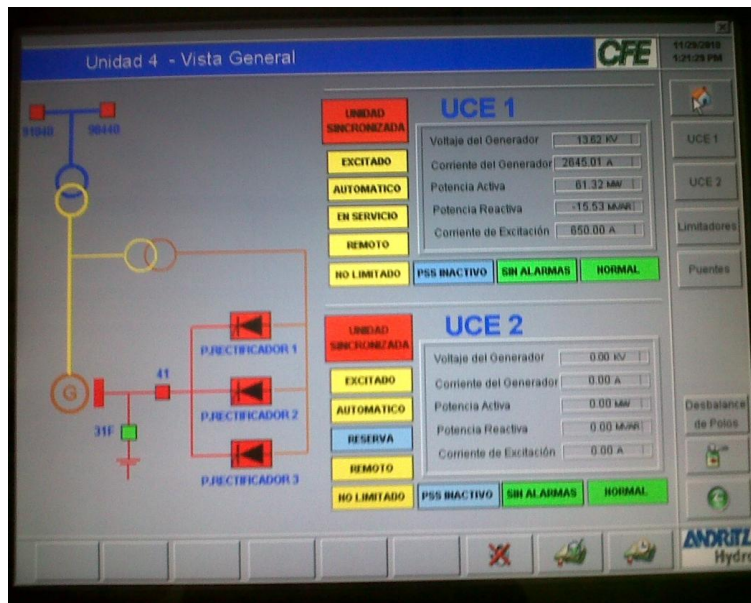 Unidad 4 - Vista General
CFE
11/29/2010
1:21:29 PM
91040
98440
UNIDAD
SINCRONIZADA
EXCITADO
AUTOMATICO
EN SERVICIO
REMOTO
NO LIMITADO
UCE 1
Voltaje del Generador 13.62 KV
Corriente del Generador 2645.01 A
Potencia Activa 61.32 MW
Potencia Reactiva -15.53 MVAR
Corriente de Excitación 650.00 A
PSS INACTIVO
SIN ALARMAS
NORMAL
UCE 1
UCE 2
Limitadores
Puentes
P.RECTIFICADOR 1
P.RECTIFICADOR 2
P.RECTIFICADOR 3
G
41
31F
UNIDAD
SINCRONIZADA
EXCITADO
AUTOMATICO
RESERVA
REMOTO
NO LIMITADO
UCE 2
Voltaje del Generador 0.00 KV
Corriente del Generador 0.00 A
Potencia Activa 0.00 MW
Potencia Reactiva 0.00 MVAR
Corriente de Excitación 0.00 A
PSS INACTIVO
SIN ALARMAS
NORMAL
Desbalance
de Polos
ANDRITZ
Hydro